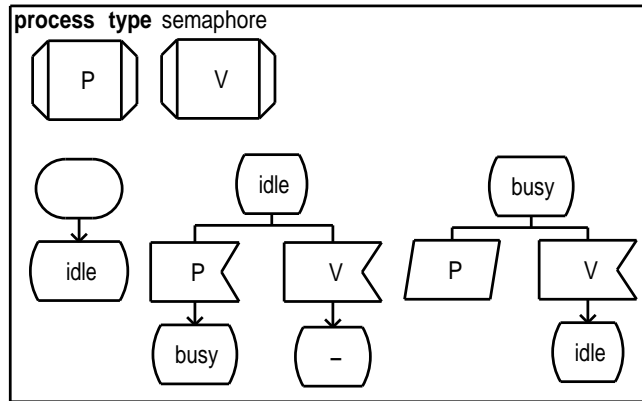 process type semaphore
P V
idle busy
idle P V P V
busy – idle